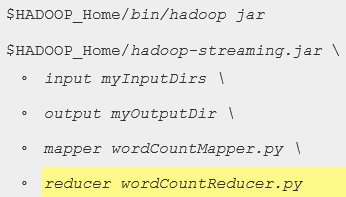 $HADOOP_Home/bin/hadoop jar
$HADOOP_Home/hadoop-streaming.jar \
∘ input myInputDirs \
∘ output myOutputDir \
∘ mapper wordCountMapper.py \
∘ reducer wordCountReducer.py